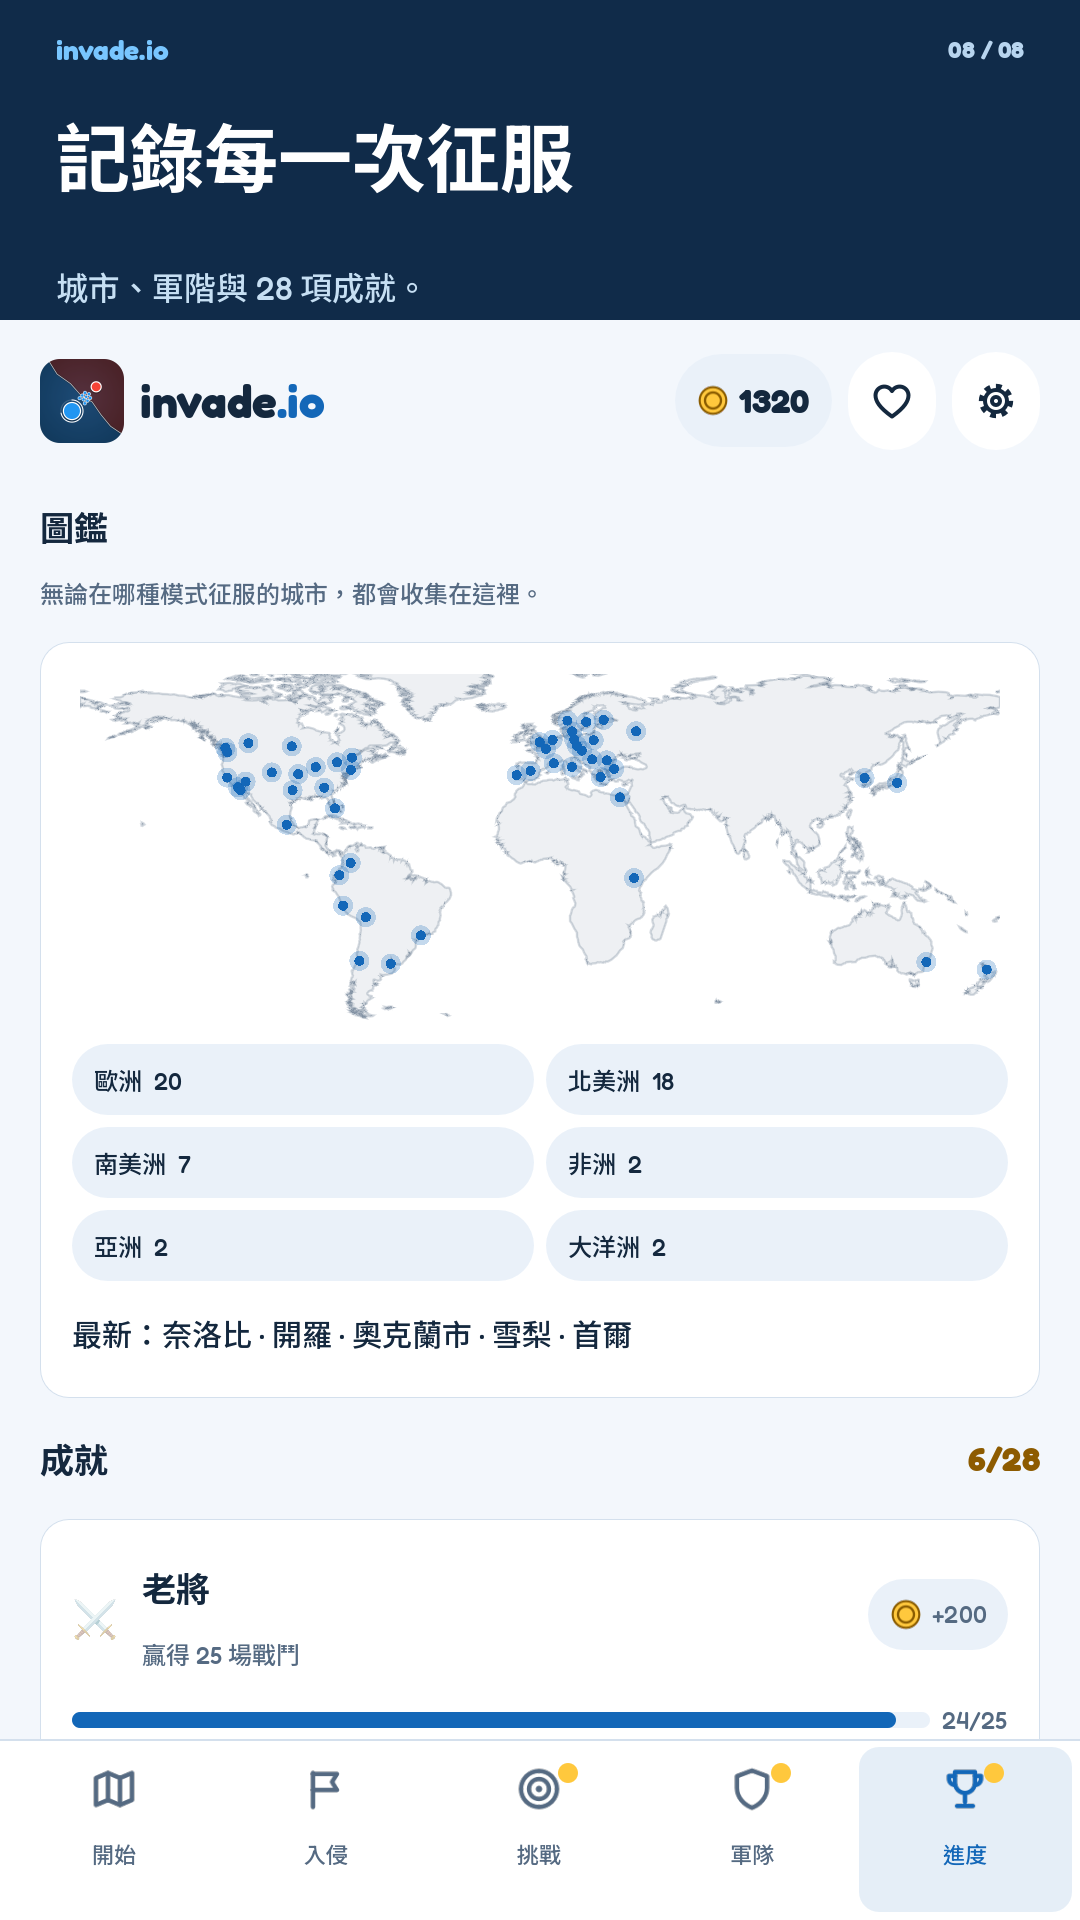 invade.io
08 / 08
記錄每一次征服
城市、軍階與 28 項成就。
invade.io
1320
圖鑑
無論在哪種模式征服的城市，都會收集在這裡。
歐洲 20
北美洲 18
南美洲 7
非洲 2
亞洲 2
大洋洲 2
最新：奈洛比 · 開羅 · 奧克蘭市 · 雪梨 · 首爾
成就
6/28
老將
+200
贏得 25 場戰鬥
24/25
開始
入侵
挑戰
軍隊
進度